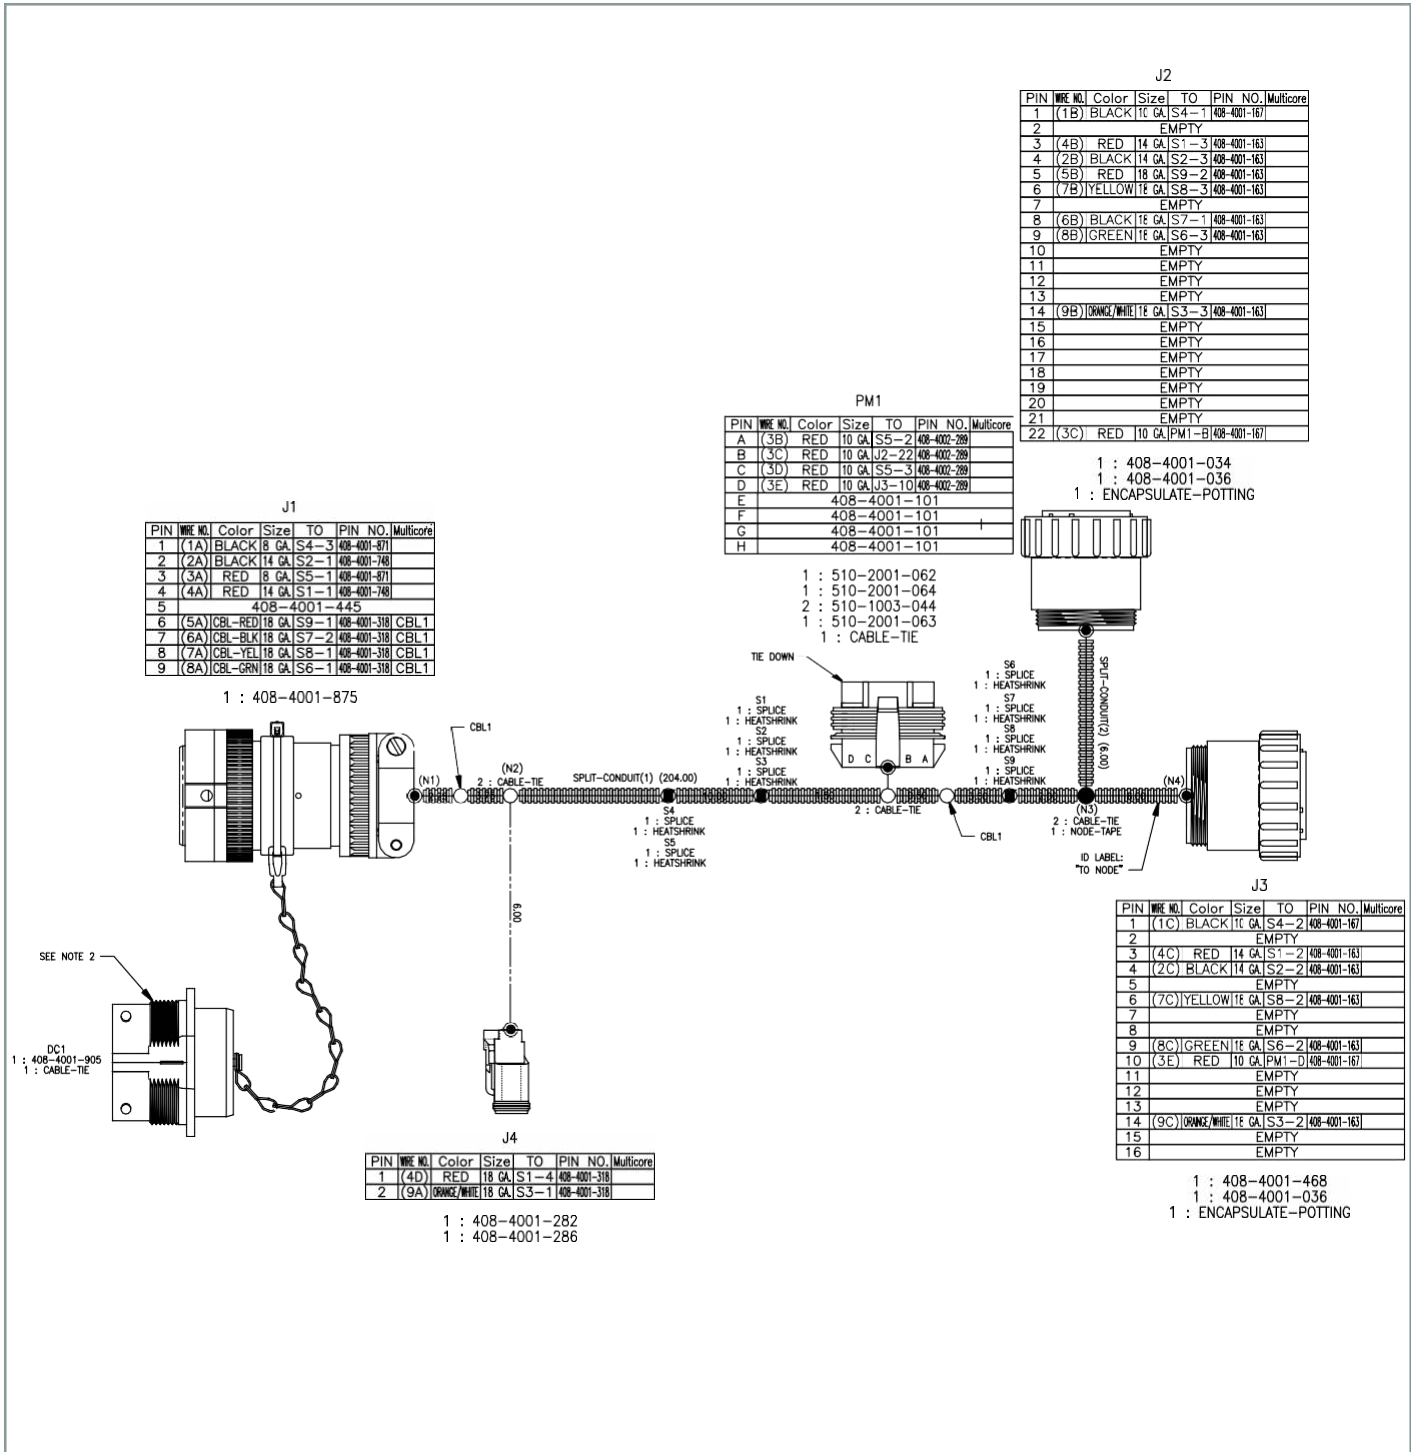 J2
PIN WIRE NO. Color Size TO PIN NO. Multicore
1 (1B) BLACK 10 GA. S4-1 408-4001-167
2 EMPTY
3 (4B) RED 14 GA. S1-3 408-4001-163
4 (2B) BLACK 14 GA. S2-3 408-4001-163
5 (5B) RED 18 GA. S9-2 408-4001-163
6 (7B) YELLOW 18 GA. S8-3 408-4001-163
7 EMPTY
8 (6B) BLACK 18 GA. S7-1 408-4001-163
9 (8B) GREEN 18 GA. S6-3 408-4001-163
10 EMPTY
11 EMPTY
12 EMPTY
13 EMPTY
14 (9B) ORANGE/WHITE 18 GA. S3-3 408-4001-163
15 EMPTY
16 EMPTY
17 EMPTY
18 EMPTY
19 EMPTY
20 EMPTY
21 EMPTY
22 (3C) RED 10 GA. PM1-B 408-4001-167
1 : 408-4001-034
1 : 408-4001-036
1 : ENCAPSULATE-POTTING
PM1
PIN WIRE NO. Color Size TO PIN NO. Multicore
A (3B) RED 10 GA. S5-2 408-4002-289
B (3C) RED 10 GA. J2-22 408-4002-289
C (3D) RED 10 GA. S5-3 408-4002-289
D (3E) RED 10 GA. J3-10 408-4002-289
E 408-4001-101
F 408-4001-101
G 408-4001-101
H 408-4001-101
1 : 510-2001-062
1 : 510-2001-064
2 : 510-1003-044
1 : 510-2001-063
1 : CABLE-TIE
J1
PIN WIRE NO. Color Size TO PIN NO. Multicore
1 (1A) BLACK 8 GA. S4-3 408-4001-871
2 (2A) BLACK 14 GA. S2-1 408-4001-748
3 (3A) RED 8 GA. S5-1 408-4001-871
4 (4A) RED 14 GA. S1-1 408-4001-748
5 408-4001-445
6 (5A) CBL-RED 18 GA. S9-1 408-4001-318 CBL1
7 (6A) CBL-BLK 18 GA. S7-2 408-4001-318 CBL1
8 (7A) CBL-YEL 18 GA. S8-1 408-4001-318 CBL1
9 (8A) CBL-GRN 18 GA. S6-1 408-4001-318 CBL1
1 : 408-4001-875
TIE DOWN
D C B A
S1
1 : SPLICE
1 : HEATSHRINK
S2
1 : SPLICE
1 : HEATSHRINK
S3
1 : SPLICE
1 : HEATSHRINK
S6
1 : SPLICE
1 : HEATSHRINK
S7
1 : SPLICE
1 : HEATSHRINK
S8
1 : SPLICE
1 : HEATSHRINK
S9
1 : SPLICE
1 : HEATSHRINK
SPLIT-CONDUIT(2) (6.00)
CBL1
(N1)
(N2)
2 : CABLE-TIE
SPLIT-CONDUIT(1) (204.00)
S4
1 : SPLICE
1 : HEATSHRINK
S5
1 : SPLICE
1 : HEATSHRINK
2 : CABLE-TIE
CBL1
(N3)
2 : CABLE-TIE
1 : NODE-TAPE
(N4)
ID LABEL:
"TO NODE"
6.00
SEE NOTE 2
DC1
1 : 408-4001-905
1 : CABLE-TIE
J3
PIN WIRE NO. Color Size TO PIN NO. Multicore
1 (1C) BLACK 10 GA. S4-2 408-4001-167
2 EMPTY
3 (4C) RED 14 GA. S1-2 408-4001-163
4 (2C) BLACK 14 GA. S2-2 408-4001-163
5 EMPTY
6 (7C) YELLOW 18 GA. S8-2 408-4001-163
7 EMPTY
8 EMPTY
9 (8C) GREEN 18 GA. S6-2 408-4001-163
10 (3E) RED 10 GA. PM1-D 408-4001-167
11 EMPTY
12 EMPTY
13 EMPTY
14 (9C) ORANGE/WHITE 18 GA. S3-2 408-4001-163
15 EMPTY
16 EMPTY
1 : 408-4001-468
1 : 408-4001-036
1 : ENCAPSULATE-POTTING
J4
PIN WIRE NO. Color Size TO PIN NO. Multicore
1 (4D) RED 18 GA. S1-4 408-4001-318
2 (9A) ORANGE/WHITE 18 GA. S3-1 408-4001-318
1 : 408-4001-282
1 : 408-4001-286